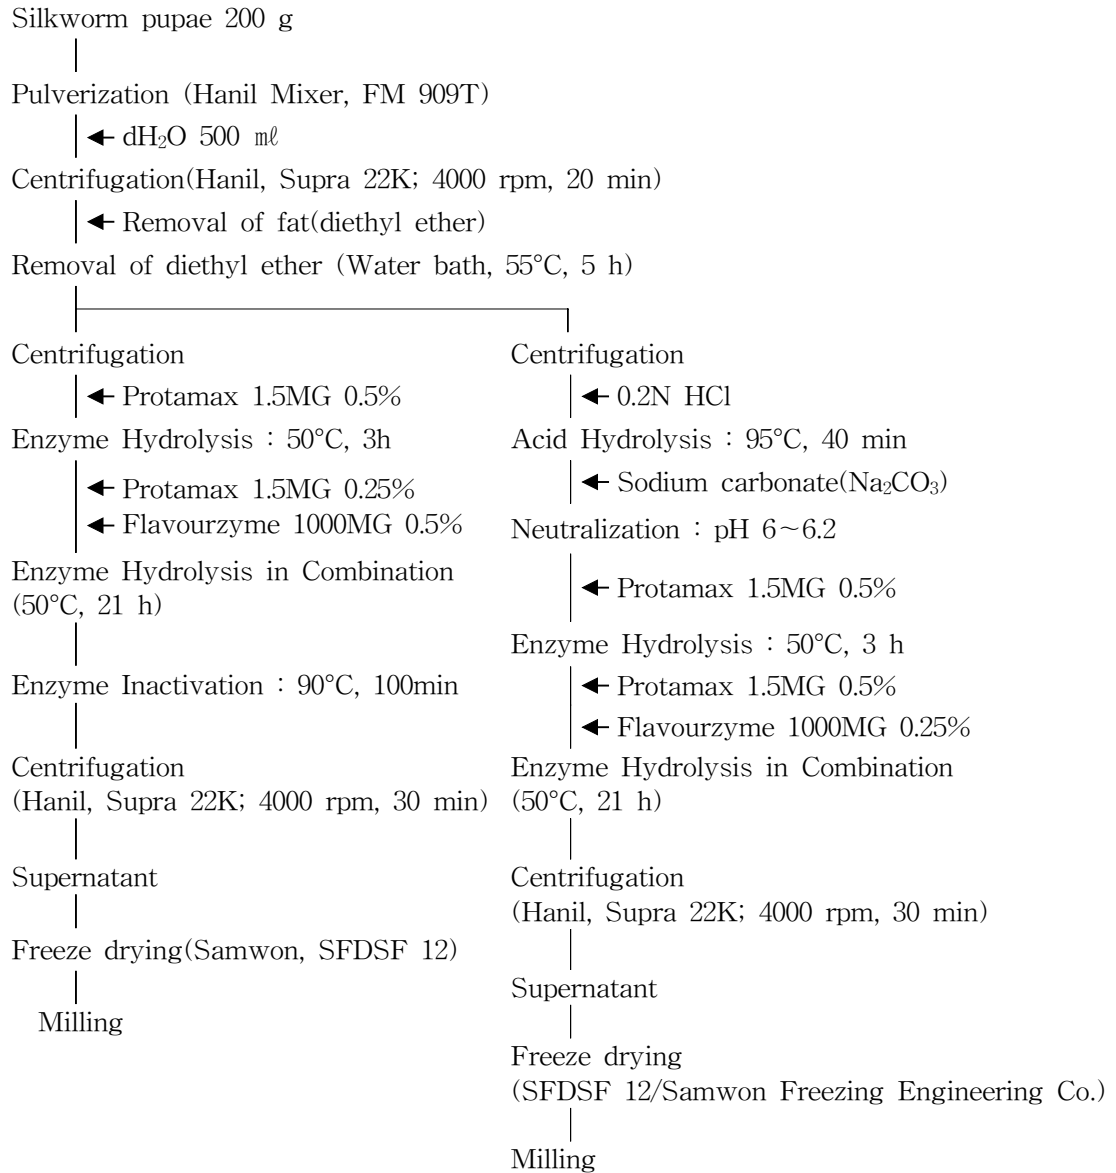 Silkworm pupae 200 g
Pulverization (Hanil Mixer, FM 909T)
dH₂O 500 ㎖
Centrifugation(Hanil, Supra 22K; 4000 rpm, 20 min)
Removal of fat(diethyl ether)
Removal of diethyl ether (Water bath, 55°C, 5 h)
Centrifugation
Protamax 1.5MG 0.5%
Enzyme Hydrolysis : 50°C, 3h
Protamax 1.5MG 0.25%
Flavourzyme 1000MG 0.5%
Enzyme Hydrolysis in Combination
(50°C, 21 h)
Enzyme Inactivation : 90°C, 100min
Centrifugation
(Hanil, Supra 22K; 4000 rpm, 30 min)
Supernatant
Freeze drying(Samwon, SFDSF 12)
Milling
Centrifugation
0.2N HCl
Acid Hydrolysis : 95°C, 40 min
Sodium carbonate(Na₂CO₃)
Neutralization : pH 6~6.2
Protamax 1.5MG 0.5%
Enzyme Hydrolysis : 50°C, 3 h
Protamax 1.5MG 0.5%
Flavourzyme 1000MG 0.25%
Enzyme Hydrolysis in Combination
(50°C, 21 h)
Centrifugation
(Hanil, Supra 22K; 4000 rpm, 30 min)
Supernatant
Freeze drying
(SFDSF 12/Samwon Freezing Engineering Co.)
Milling